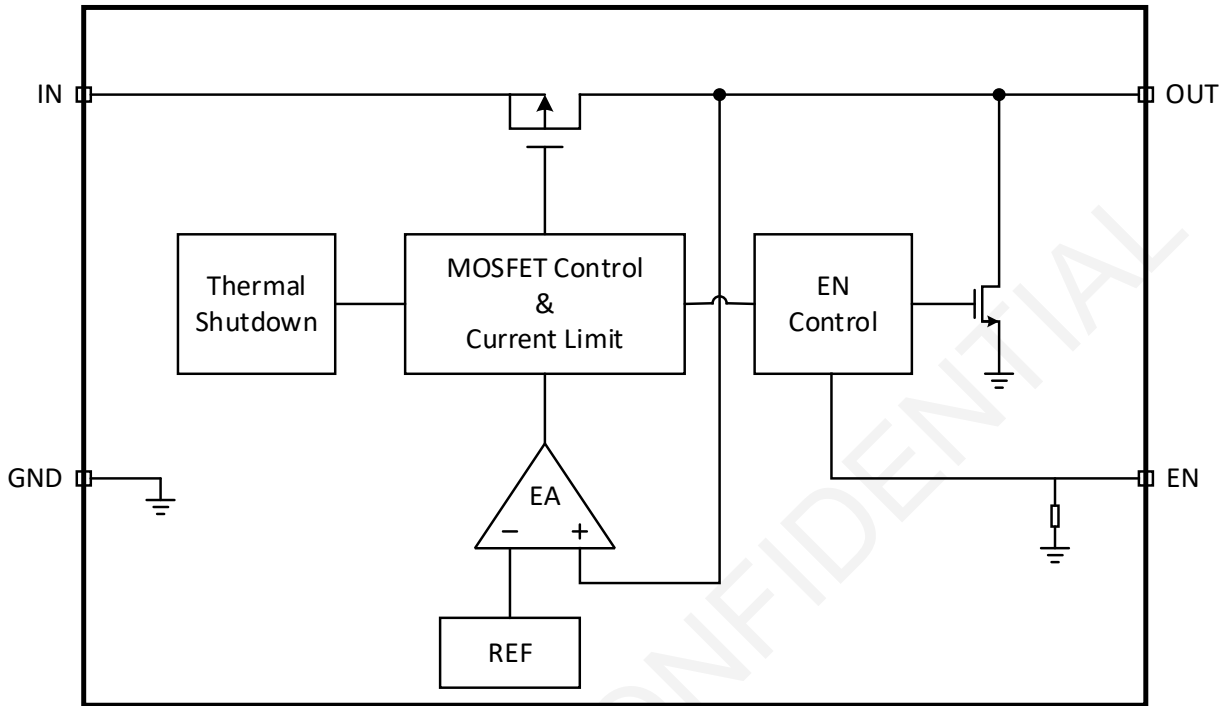 IN
OUT
Thermal
Shutdown
MOSFET Control
&
Current Limit
EN
Control
GND
EA
EN
− +
REF
CONFIDENTIAL